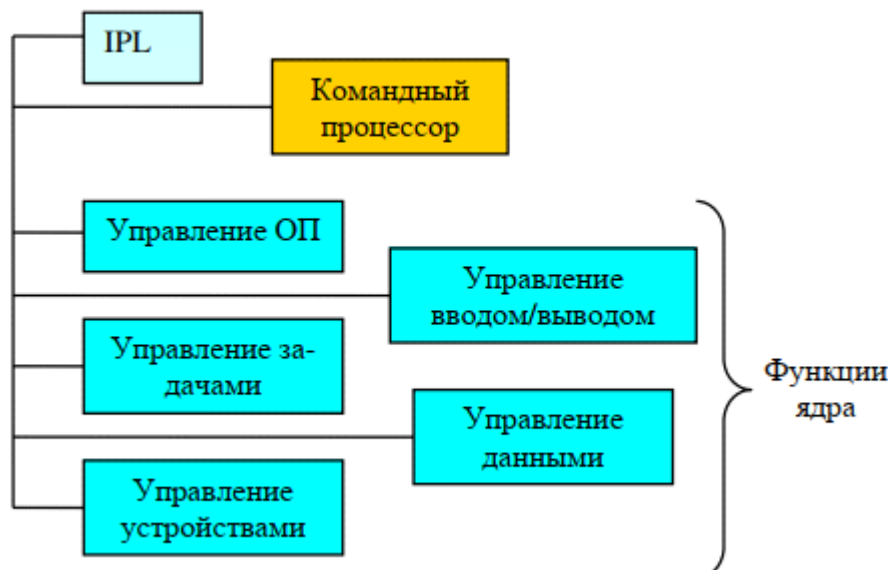 IPL
Командный
процессор
Управление ОП
Управление
вводом/выводом
Управление за-
дачами
Функции
ядра
Управление
данными
Управление
устройствами